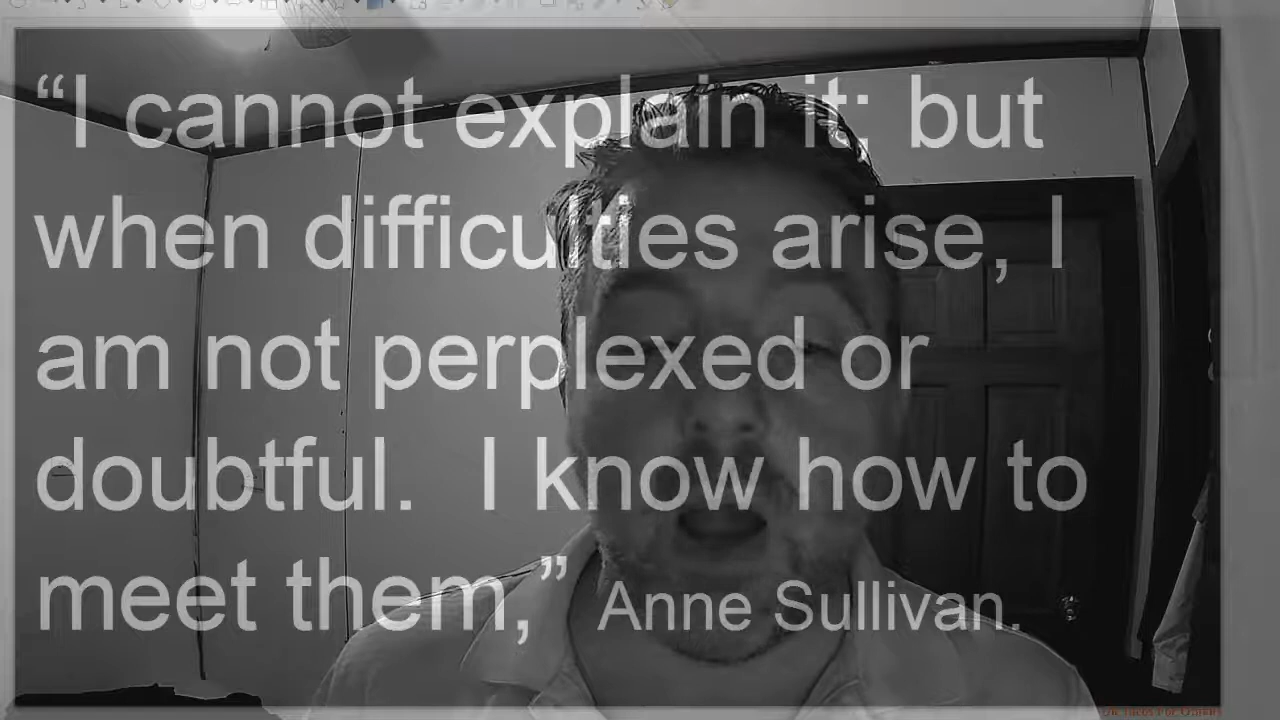 “I cannot explain it; but
when difficulties arise, I
am not perplexed or
doubtful.  I know how to
meet them,” Anne Sullivan.